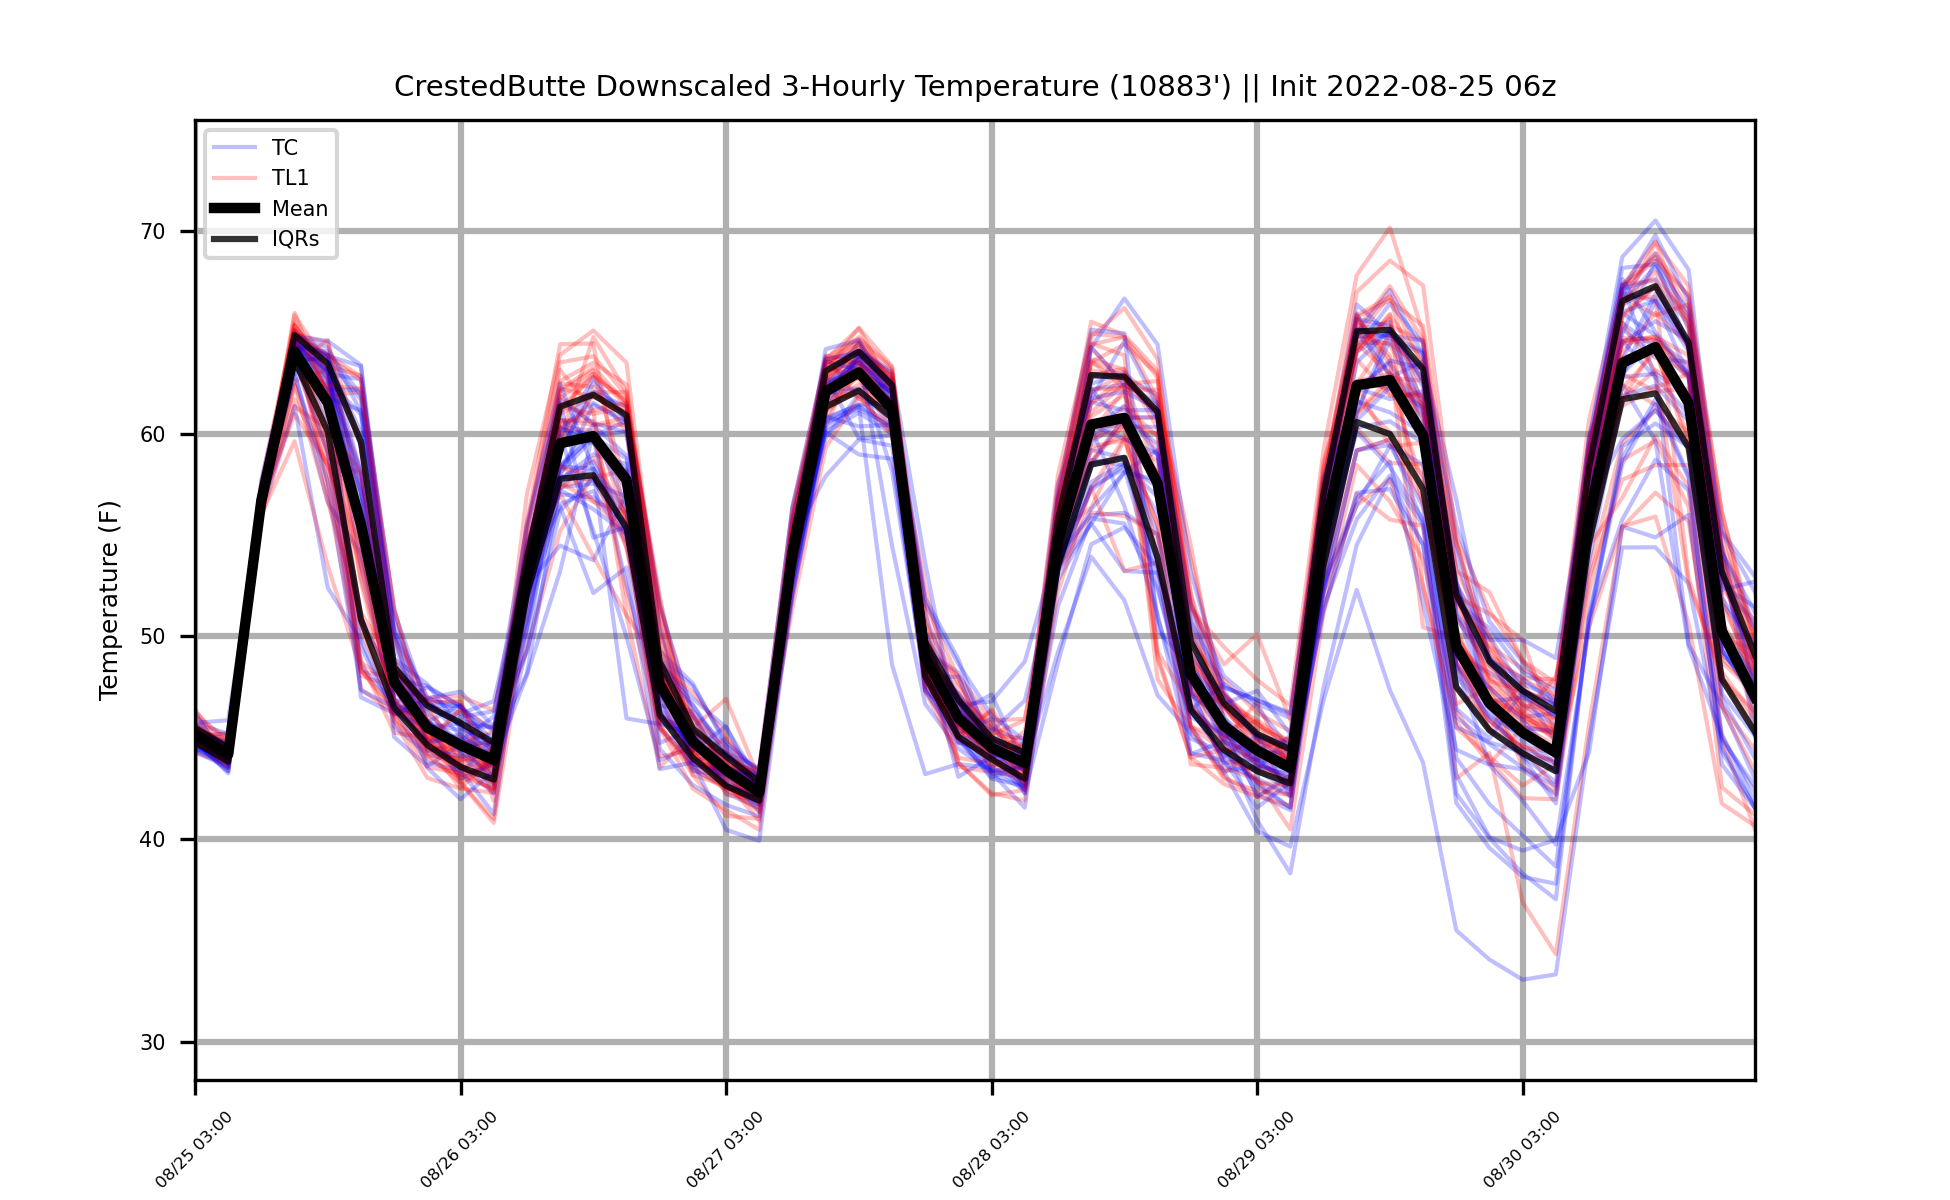 CrestedButte Downscaled 3-Hourly Temperature (10883') || Init 2022-08-25 06z
TC
TL1
Mean
IQRs
Temperature (F)
70
60
50
40
30
08/25 03:00
08/26 03:00
08/27 03:00
08/28 03:00
08/29 03:00
08/30 03:00